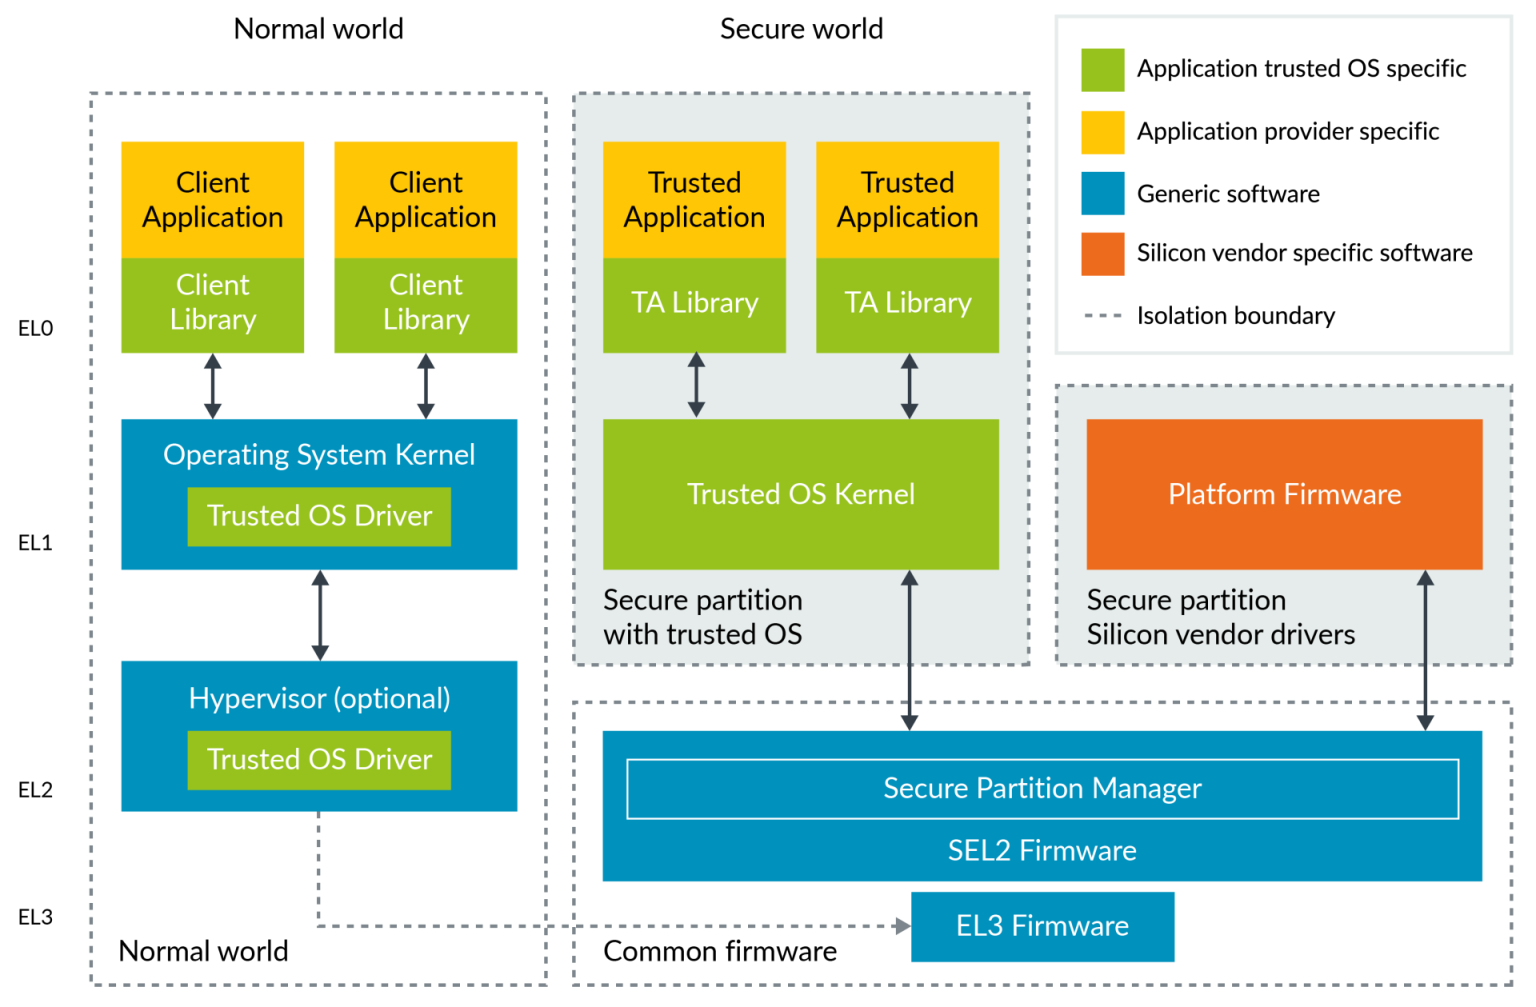 Normal world
Secure world
Application trusted OS specific
Application provider specific
Generic software
Silicon vendor specific software
Isolation boundary
EL0
EL1
EL2
EL3
Client
Application
Client
Library
Client
Application
Client
Library
Operating System Kernel
Trusted OS Driver
Hypervisor (optional)
Trusted OS Driver
Normal world
Trusted
Application
TA Library
Trusted
Application
TA Library
Trusted OS Kernel
Secure partition
with trusted OS
Platform Firmware
Secure partition
Silicon vendor drivers
Secure Partition Manager
SEL2 Firmware
EL3 Firmware
Common firmware